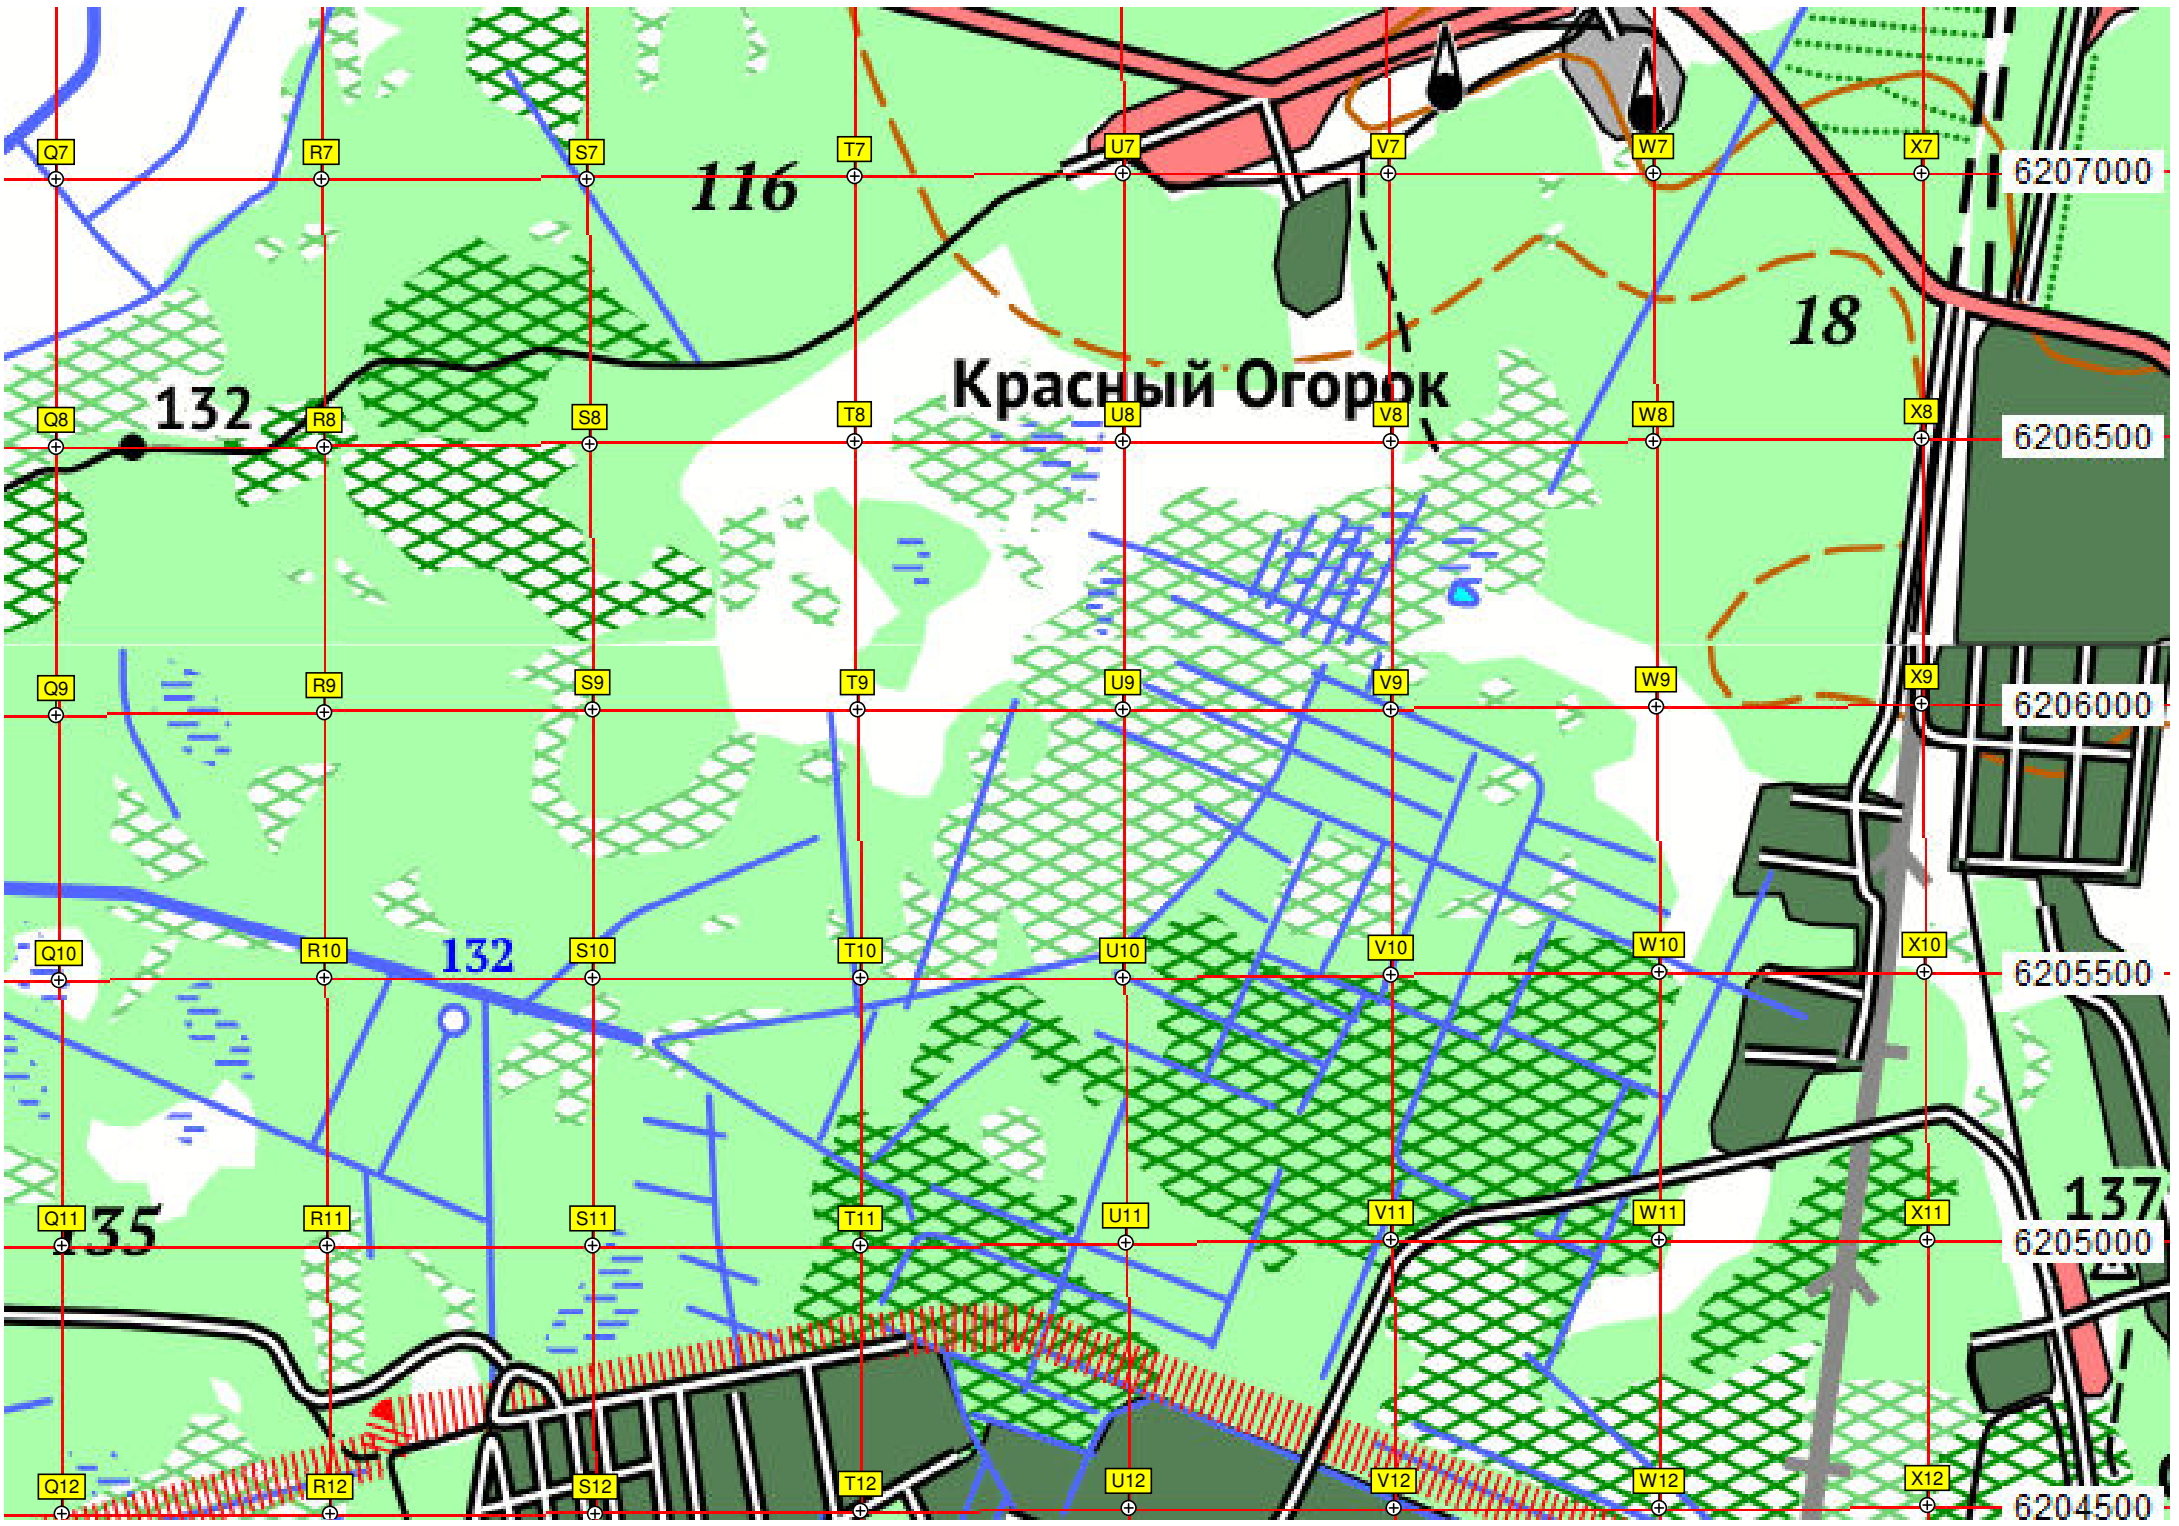 Q7 R7 S7 T7 U7 V7 W7 X7
6207000
116
18
Красный Огорок
132
Q8 R8 S8 T8 U8 V8 W8 X8
6206500
Q9 R9 S9 T9 U9 V9 W9 X9
6206000
132
Q10 R10 S10 T10 U10 V10 W10 X10
6205500
137
Q11 R11 S11 T11 U11 V11 W11 X11
135
6205000
Q12 R12 S12 T12 U12 V12 W12 X12
6204500